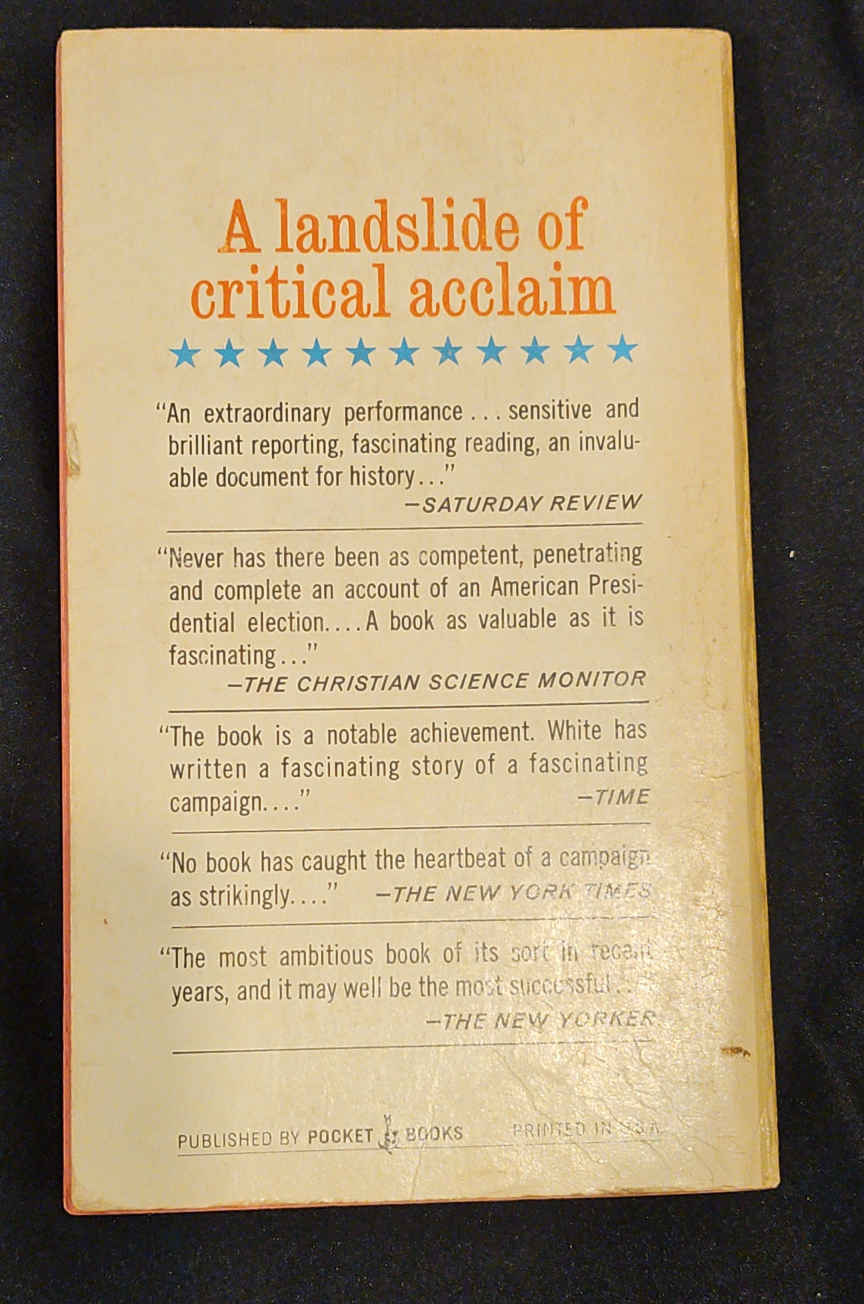 A landslide of
critical acclaim
“An extraordinary performance . . . sensitive and
brilliant reporting, fascinating reading, an invalu-
able document for history . . .”
—SATURDAY REVIEW
“Never has there been as competent, penetrating
and complete an account of an American Presi-
dential election. . . . A book as valuable as it is
fascinating . . .”
—THE CHRISTIAN SCIENCE MONITOR
“The book is a notable achievement. White has
written a fascinating story of a fascinating
campaign. . . .” —TIME
“No book has caught the heartbeat of a campaign
as strikingly. . . .” —THE NEW YORK TIMES
“The most ambitious book of its sort in recent
years, and it may well be the most successful . . .”
—THE NEW YORKER
PUBLISHED BY POCKET BOOKS PRINTED IN U.S.A.